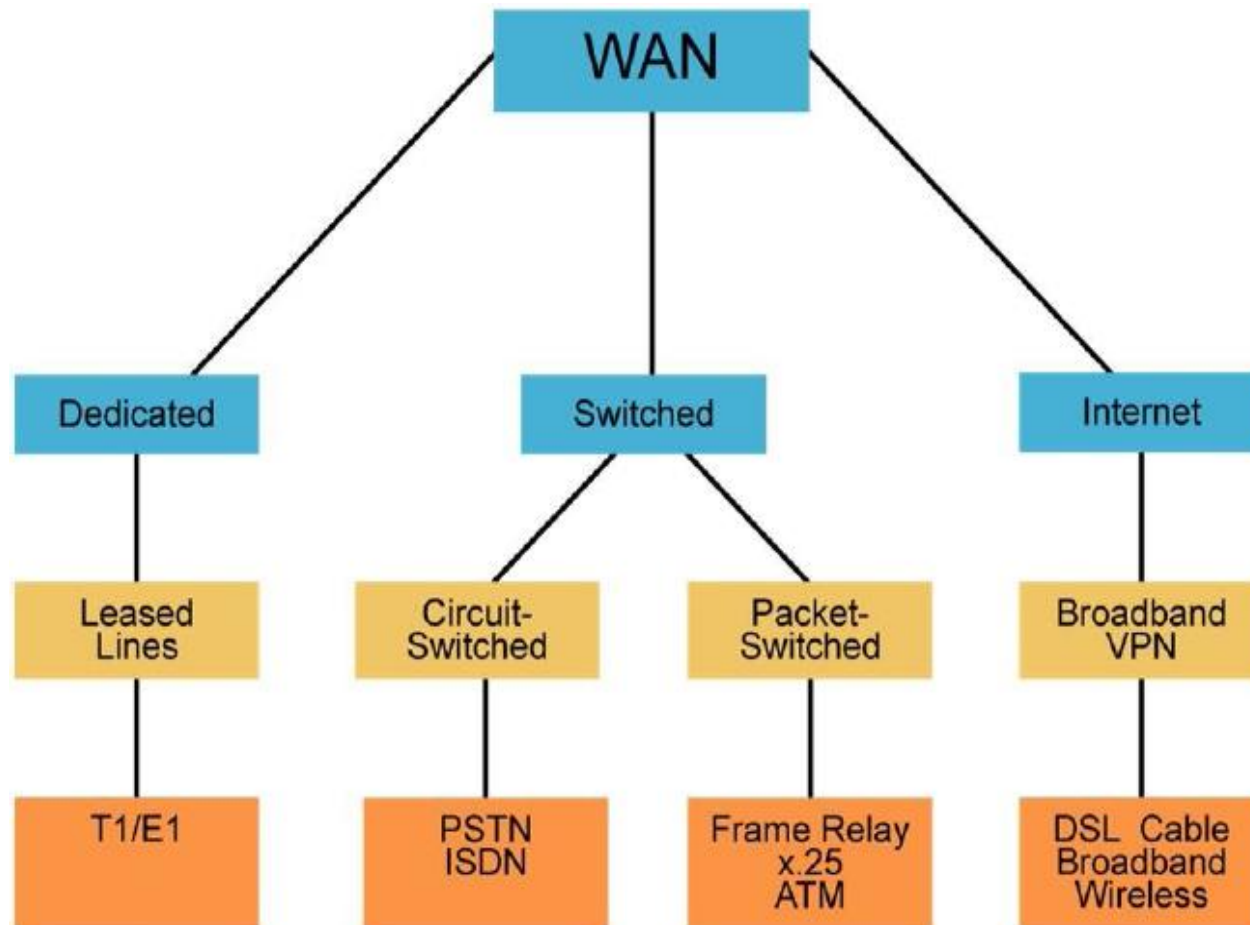 WAN
Dedicated
Switched
Internet
Leased
Lines
Circuit-
Switched
Packet-
Switched
Broadband
VPN
T1/E1
PSTN
ISDN
Frame Relay
x.25
ATM
DSL Cable
Broadband
Wireless